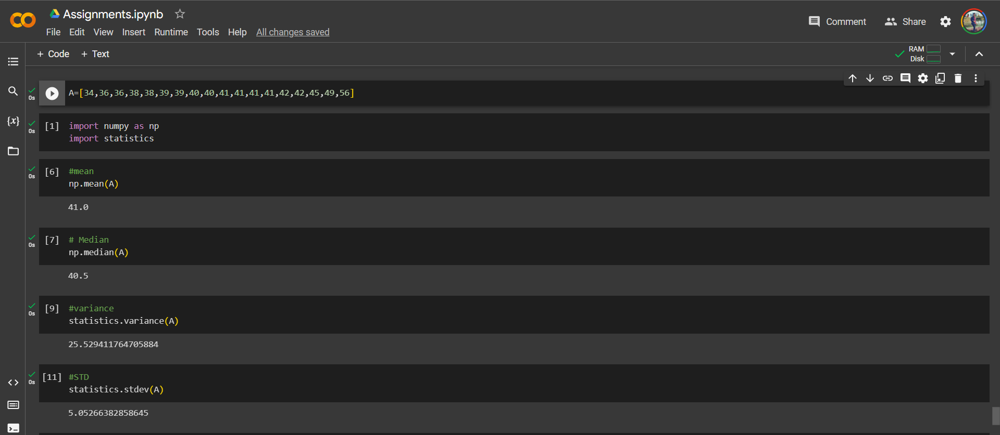 Assignments.ipynb
File Edit View Insert Runtime Tools Help All changes saved
Comment Share
+ Code + Text
RAM
Disk
0s
A=[34,36,36,38,38,39,39,40,40,41,41,41,41,42,42,45,49,56]
0s
[1] import numpy as np
import statistics
0s
[6] #mean
np.mean(A)
41.0
0s
[7] # Median
np.median(A)
40.5
0s
[9] #variance
statistics.variance(A)
25.529411764705884
0s
[11] #STD
statistics.stdev(A)
5.05266382858645
{x}